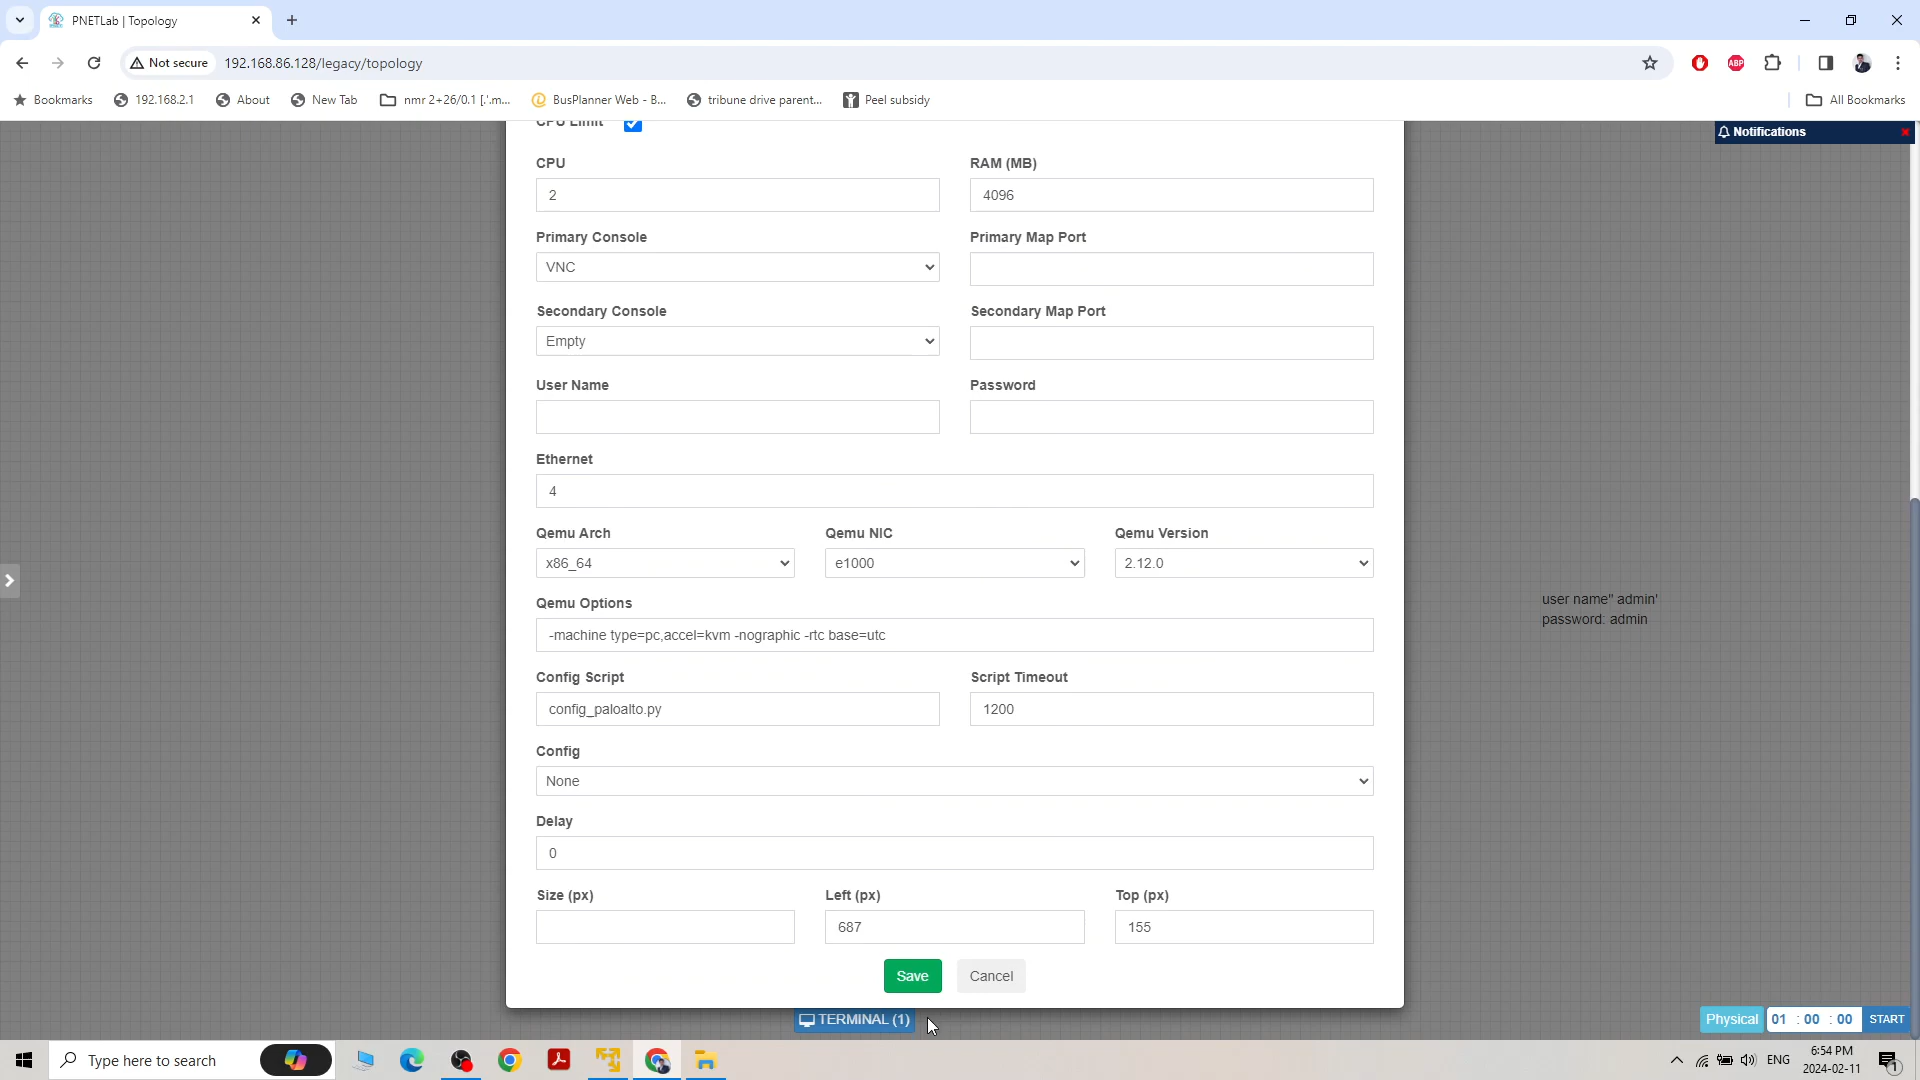 PNETLab | Topology
Not secure
192.168.86.128/legacy/topology
ABP
Bookmarks
192.168.2.1
About
New Tab
nmr 2+26/0.1 [.'.m...
BusPlanner Web - B...
tribune drive parent...
Peel subsidy
All Bookmarks
Notifications
CPU Limit
CPU
RAM (MB)
2
4096
Primary Console
Primary Map Port
VNC
Secondary Console
Secondary Map Port
Empty
User Name
Password
Ethernet
4
Qemu Arch
Qemu NIC
Qemu Version
x86_64
e1000
2.12.0
Qemu Options
-machine type=pc,accel=kvm -nographic -rtc base=utc
user name" admin'
password: admin
Config Script
Script Timeout
config_paloalto.py
1200
Config
None
Delay
0
Size (px)
Left (px)
Top (px)
687
155
Save
Cancel
TERMINAL (1)
Physical
01 : 00 : 00
START
Type here to search
ENG
6:54 PM
2024-02-11
1